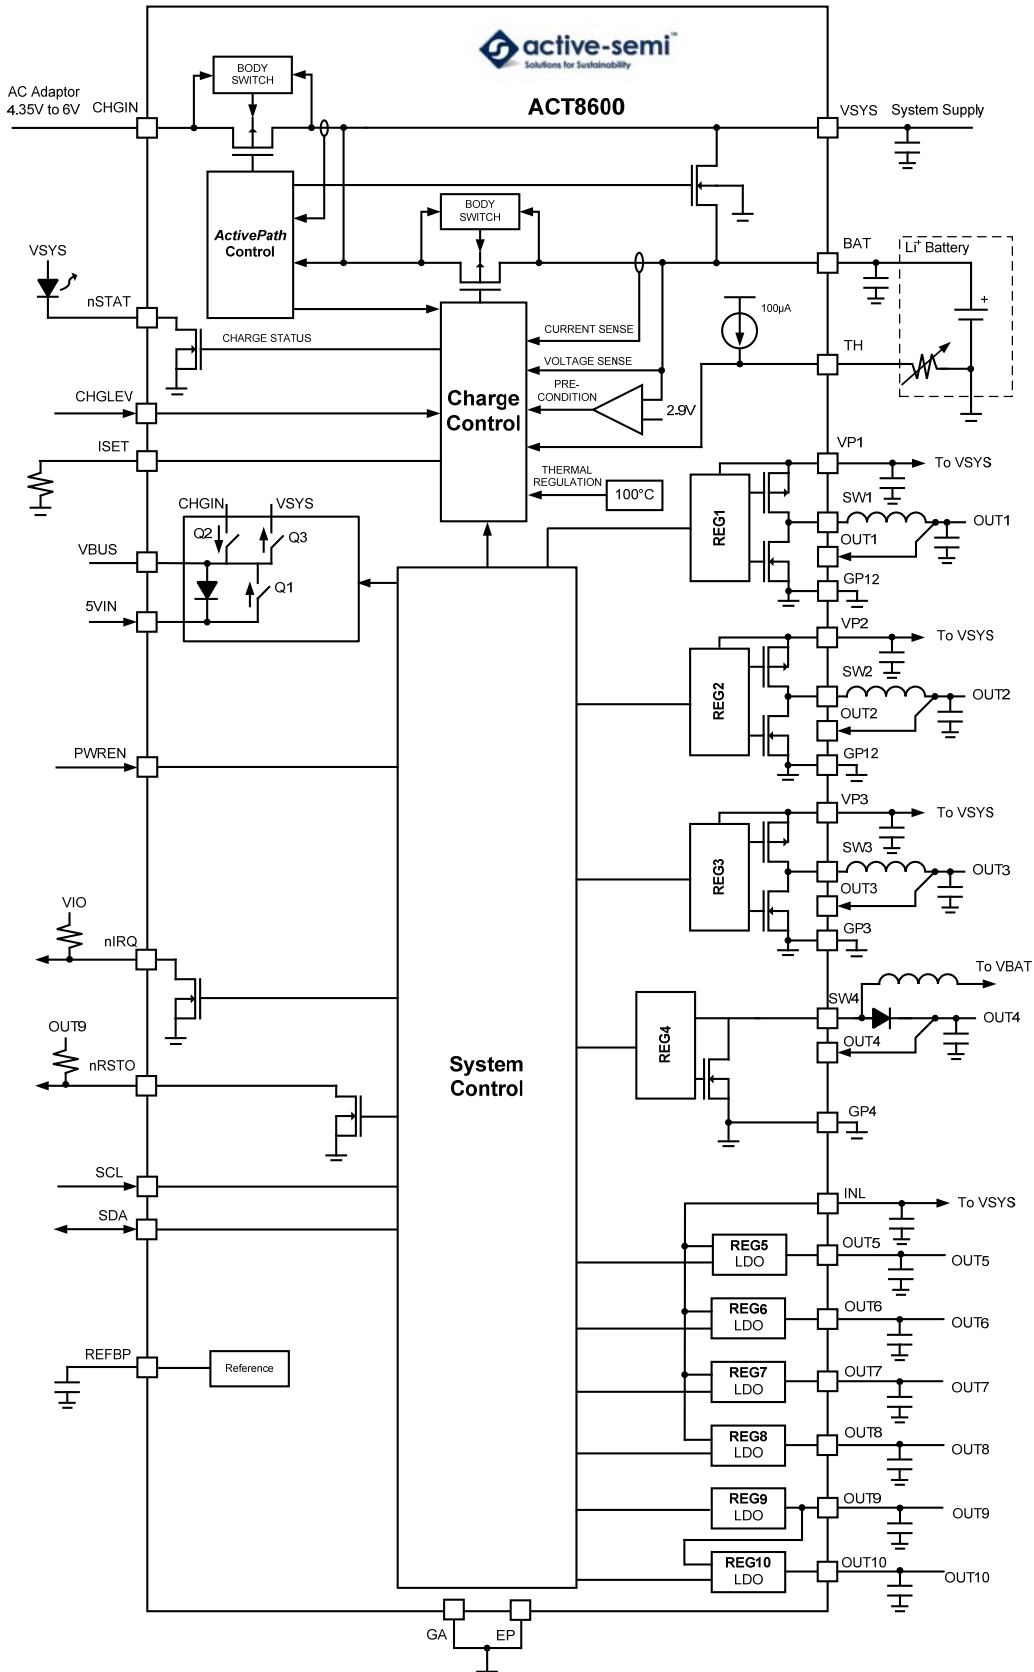 active-semi™
Solutions for Sustainability
ACT8600
BODY
SWITCH
AC Adaptor
4.35V to 6V
CHGIN
VSYS
System Supply
ActivePath
Control
BODY
SWITCH
BAT
Li+ Battery
+
VSYS
nSTAT
CHARGE STATUS
100µA
TH
CURRENT SENSE
VOLTAGE SENSE
PRE-
CONDITION
2.9V
Charge
Control
CHGLEV
ISET
THERMAL
REGULATION
100°C
VP1
To VSYS
REG1
SW1
OUT1
OUT1
GP12
CHGIN
VSYS
Q2
Q3
Q1
VBUS
5VIN
VP2
To VSYS
REG2
SW2
OUT2
OUT2
GP12
PWREN
VP3
To VSYS
REG3
SW3
OUT3
OUT3
GP3
VIO
nIRQ
To VBAT
REG4
SW4
OUT4
OUT4
GP4
OUT9
nRSTO
System
Control
SCL
SDA
INL
To VSYS
REG5
LDO
OUT5
OUT5
REG6
LDO
OUT6
OUT6
REFBP
Reference
REG7
LDO
OUT7
OUT7
REG8
LDO
OUT8
OUT8
REG9
LDO
OUT9
OUT9
REG10
LDO
OUT10
OUT10
GA
EP